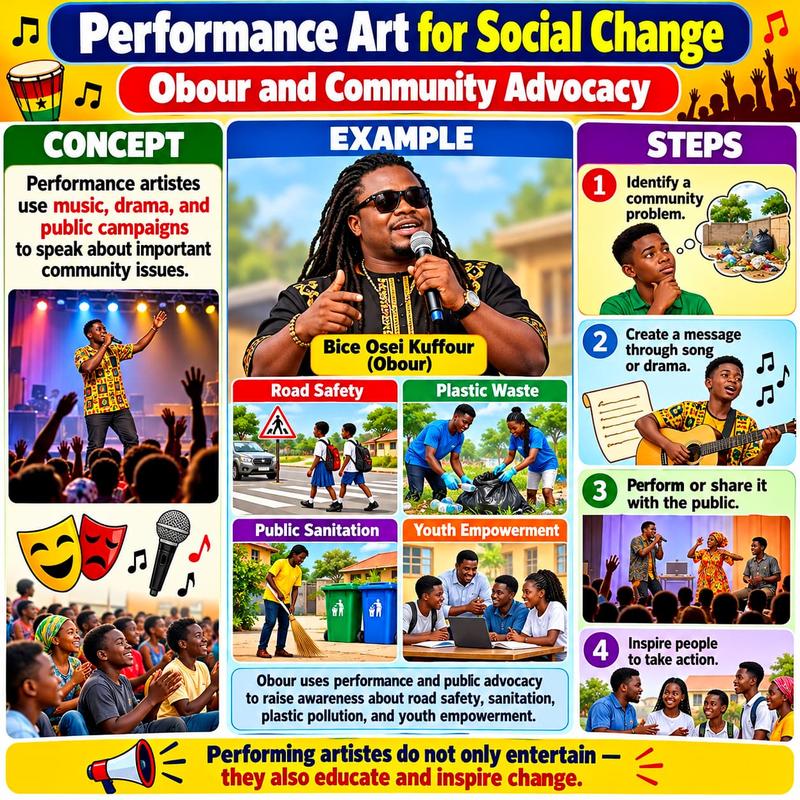 Performance Art for Social Change
Obour and Community Advocacy
CONCEPT
Performance artistes
use music, drama, and
public campaigns
to speak about important
community issues.
EXAMPLE
Bice Osei Kuffour
(Obour)
Road Safety
Plastic Waste
Public Sanitation
Youth Empowerment
Obour uses performance and public advocacy
to raise awareness about road safety, sanitation,
plastic pollution, and youth empowerment.
STEPS
1
Identify a
community
problem.
2
Create a message
through song
or drama.
3
Perform or share it
with the public.
4
Inspire people
to take action.
Performing artistes do not only entertain —
they also educate and inspire change.